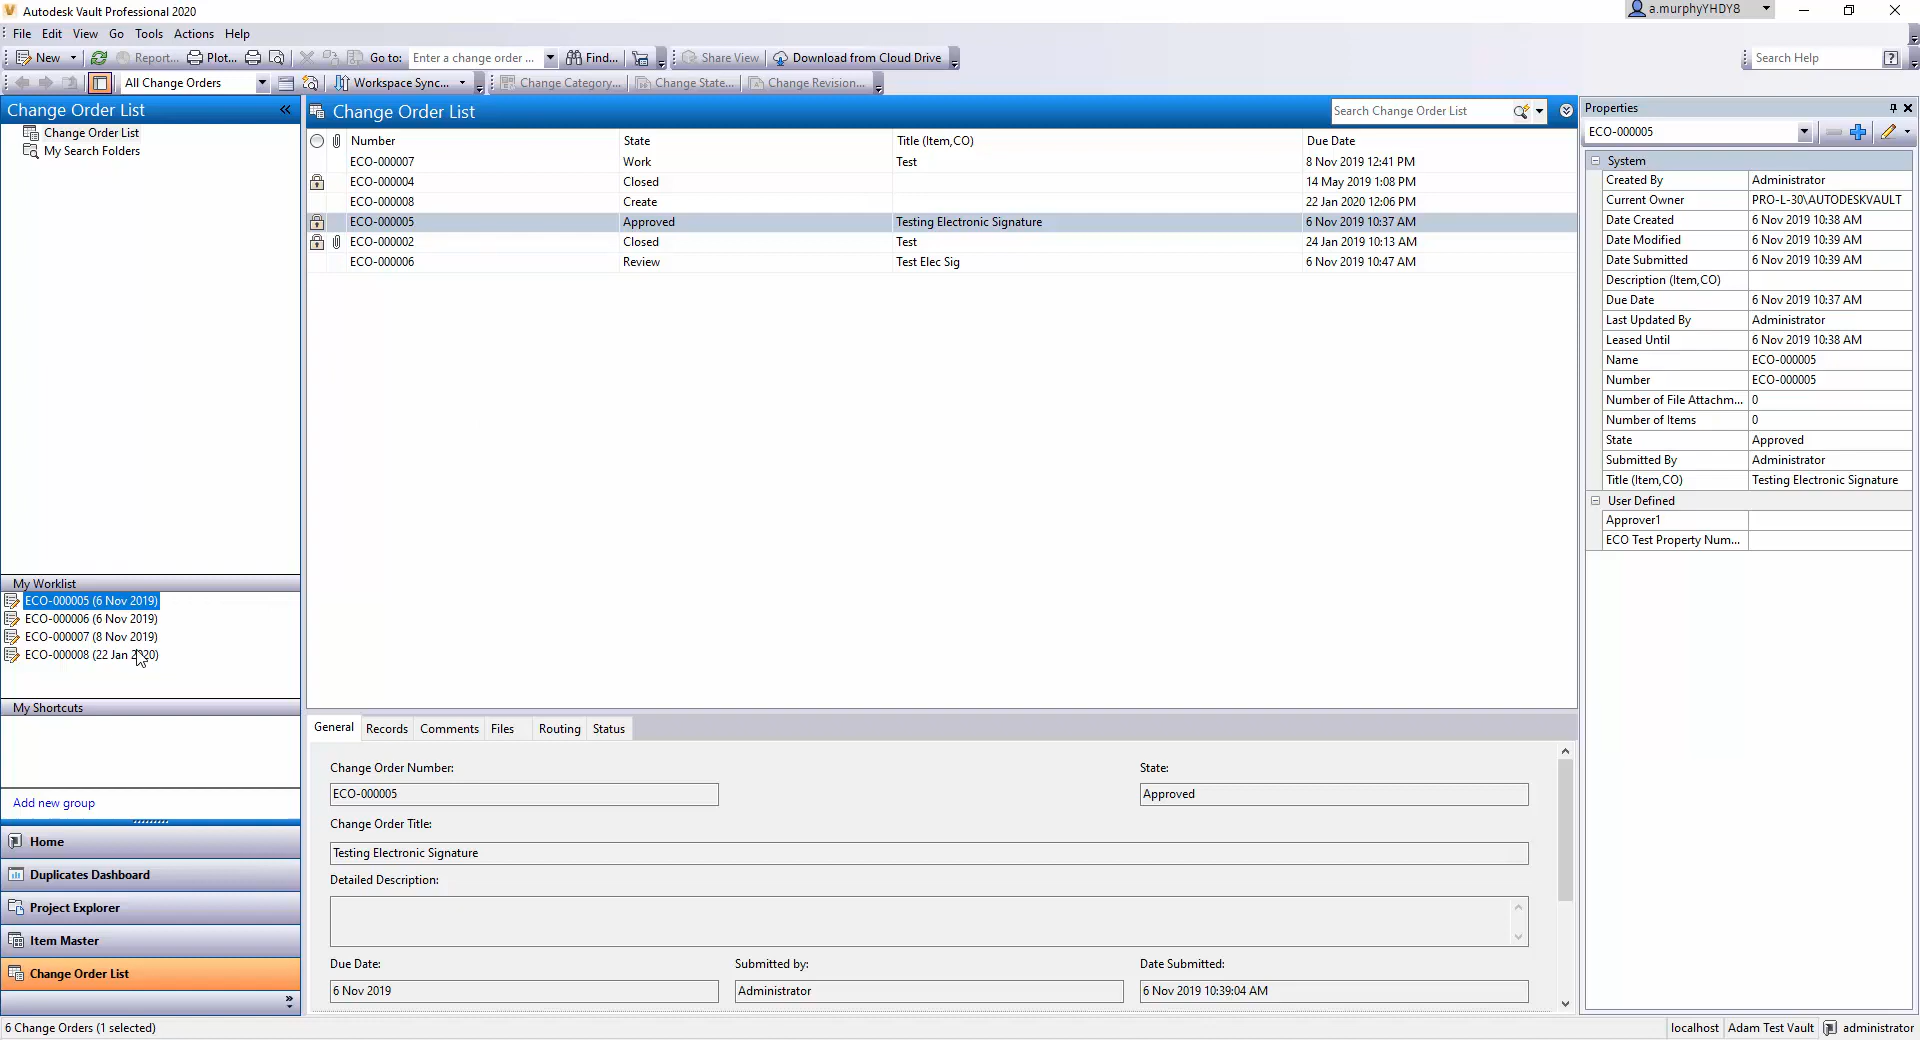 Autodesk Vault Professional 2020
a.murphyYHDY8
File Edit View Go Tools Actions Help
New Report... Plot... Go to: Enter a change order ... Find... Share View Download from Cloud Drive Search Help
All Change Orders Workspace Sync... Change Category... Change State... Change Revision...
Change Order List
Change Order List
My Search Folders
My Worklist
ECO-000005 (6 Nov 2019)
ECO-000006 (6 Nov 2019)
ECO-000007 (8 Nov 2019)
ECO-000008 (22 Jan 2020)
My Shortcuts
Add new group
Home
Duplicates Dashboard
Project Explorer
Item Master
Change Order List
Change Order List Search Change Order List
Number State Title (Item,CO) Due Date
ECO-000007 Work Test 8 Nov 2019 12:41 PM
ECO-000004 Closed 14 May 2019 1:08 PM
ECO-000008 Create 22 Jan 2020 12:06 PM
ECO-000005 Approved Testing Electronic Signature 6 Nov 2019 10:37 AM
ECO-000002 Closed Test 24 Jan 2019 10:13 AM
ECO-000006 Review Test Elec Sig 6 Nov 2019 10:47 AM
General Records Comments Files Routing Status
Change Order Number: State:
ECO-000005 Approved
Change Order Title:
Testing Electronic Signature
Detailed Description:
Due Date: Submitted by: Date Submitted:
6 Nov 2019 Administrator 6 Nov 2019 10:39:04 AM
Properties
ECO-000005
System
Created By Administrator
Current Owner PRO-L-30\AUTODESKVAULT
Date Created 6 Nov 2019 10:38 AM
Date Modified 6 Nov 2019 10:39 AM
Date Submitted 6 Nov 2019 10:39 AM
Description (Item,CO)
Due Date 6 Nov 2019 10:37 AM
Last Updated By Administrator
Leased Until 6 Nov 2019 10:38 AM
Name ECO-000005
Number ECO-000005
Number of File Attachm... 0
Number of Items 0
State Approved
Submitted By Administrator
Title (Item,CO) Testing Electronic Signature
User Defined
Approver1
ECO Test Property Num...
6 Change Orders (1 selected) localhost Adam Test Vault administrator